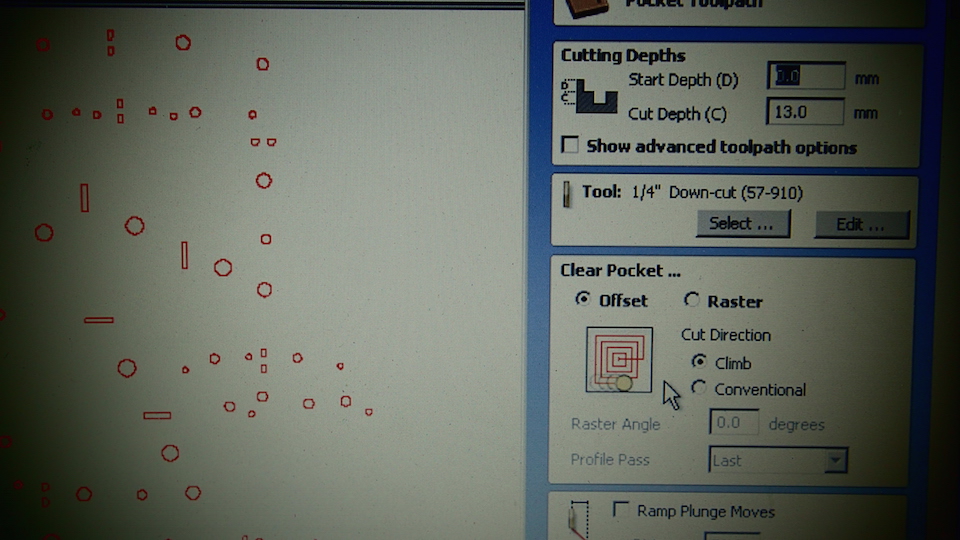 Pocket Toolpath
Cutting Depths
Start Depth (D) 0.0 mm
Cut Depth (C) 13.0 mm
Show advanced toolpath options
Tool: 1/4" Down-cut (57-910)
Select ... Edit ...
Clear Pocket ...
Offset Raster
Cut Direction
Climb
Conventional
Raster Angle 0.0 degrees
Profile Pass Last
Ramp Plunge Moves